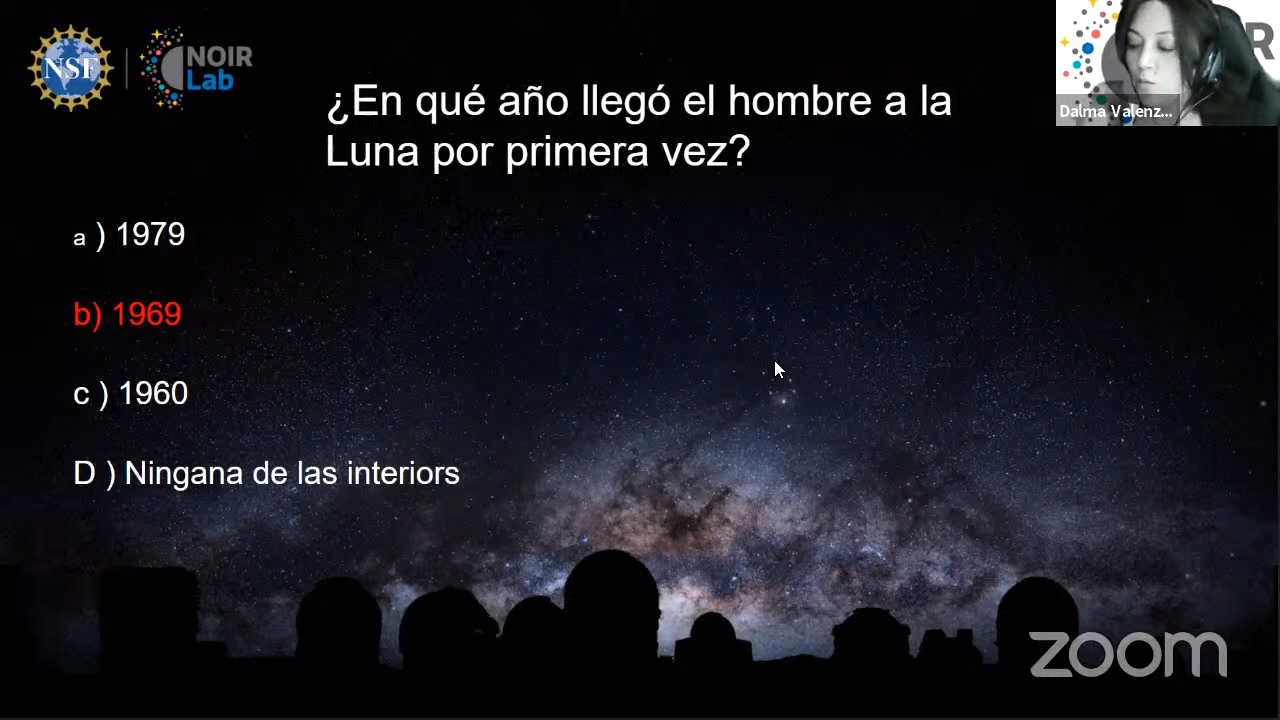 NSF
NOIR
Lab
¿En qué año llegó el hombre a la
Luna por primera vez?
a ) 1979
b) 1969
c ) 1960
D ) Ningana de las interiors
R
Dalma Valenz...
zoom